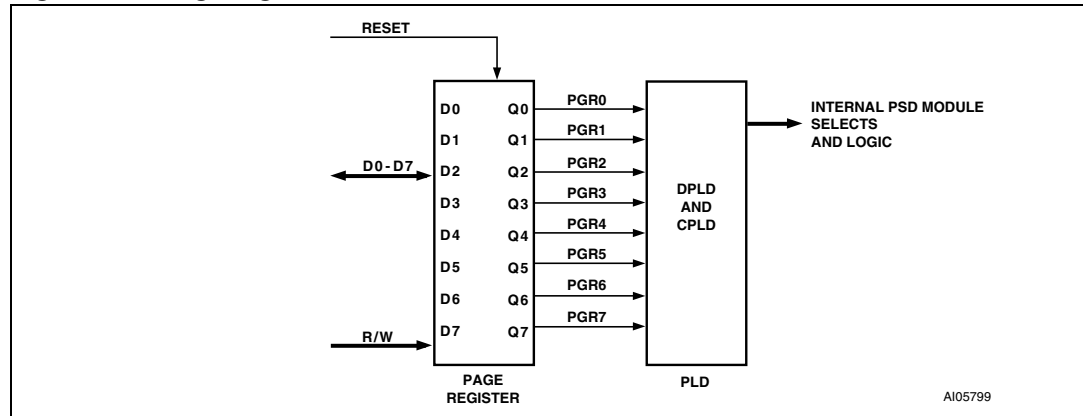 RESET
D0 Q0 PGR0
D1 Q1 PGR1
D0-D7 D2 Q2 PGR2
D3 Q3 PGR3
D4 Q4 PGR4
D5 Q5 PGR5
D6 Q6 PGR6
R/W D7 Q7 PGR7
DPLD
AND
CPLD
INTERNAL PSD MODULE
SELECTS
AND LOGIC
PAGE
REGISTER
PLD
AI05799